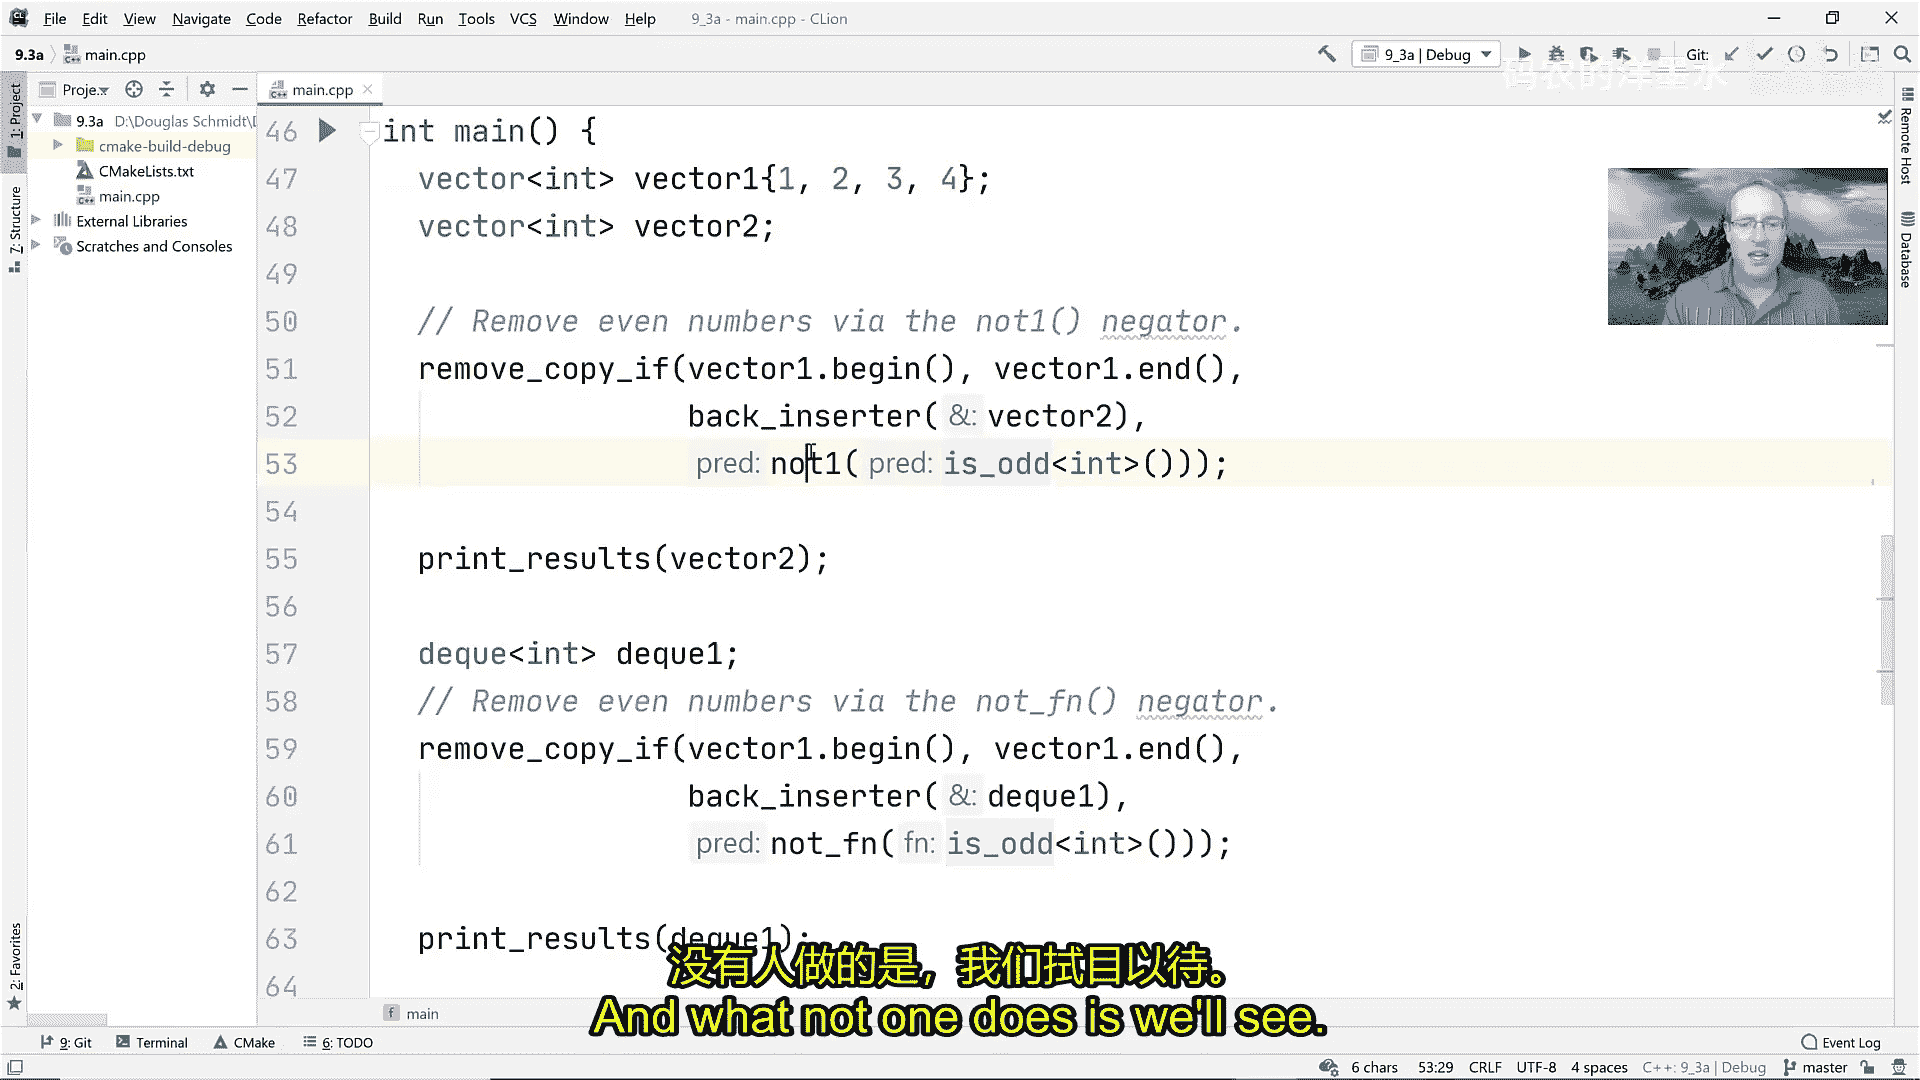 File Edit View Navigate Code Refactor Build Run Tools VCS Window Help 9_3a - main.cpp - CLion
9.3a main.cpp 9_3a | Debug Git:
码农的洋墨水
1: Project
7: Structure
2: Favorites
Proje...
9.3a D:\Douglas Schmidt\D
cmake-build-debug
CMakeLists.txt
main.cpp
External Libraries
Scratches and Consoles
main.cpp
46 int main() {
47 vector<int> vector1{1, 2, 3, 4};
48 vector<int> vector2;
49
50 // Remove even numbers via the not1() negator.
51 remove_copy_if(vector1.begin(), vector1.end(),
52 back_inserter( &: vector2),
53 pred: not1( pred: is_odd<int>()));
54
55 print_results(vector2);
56
57 deque<int> deque1;
58 // Remove even numbers via the not_fn() negator.
59 remove_copy_if(vector1.begin(), vector1.end(),
60 back_inserter( &: deque1),
61 pred: not_fn( fn: is_odd<int>()));
62
63 print_results(deque1);
64
没有人做的是，我们拭目以待。
And what not one does is we'll see.
f main
Remote Host
Database
9: Git Terminal CMake 6: TODO Event Log
6 chars 53:29 CRLF UTF-8 4 spaces C++: 9_3a | Debug master